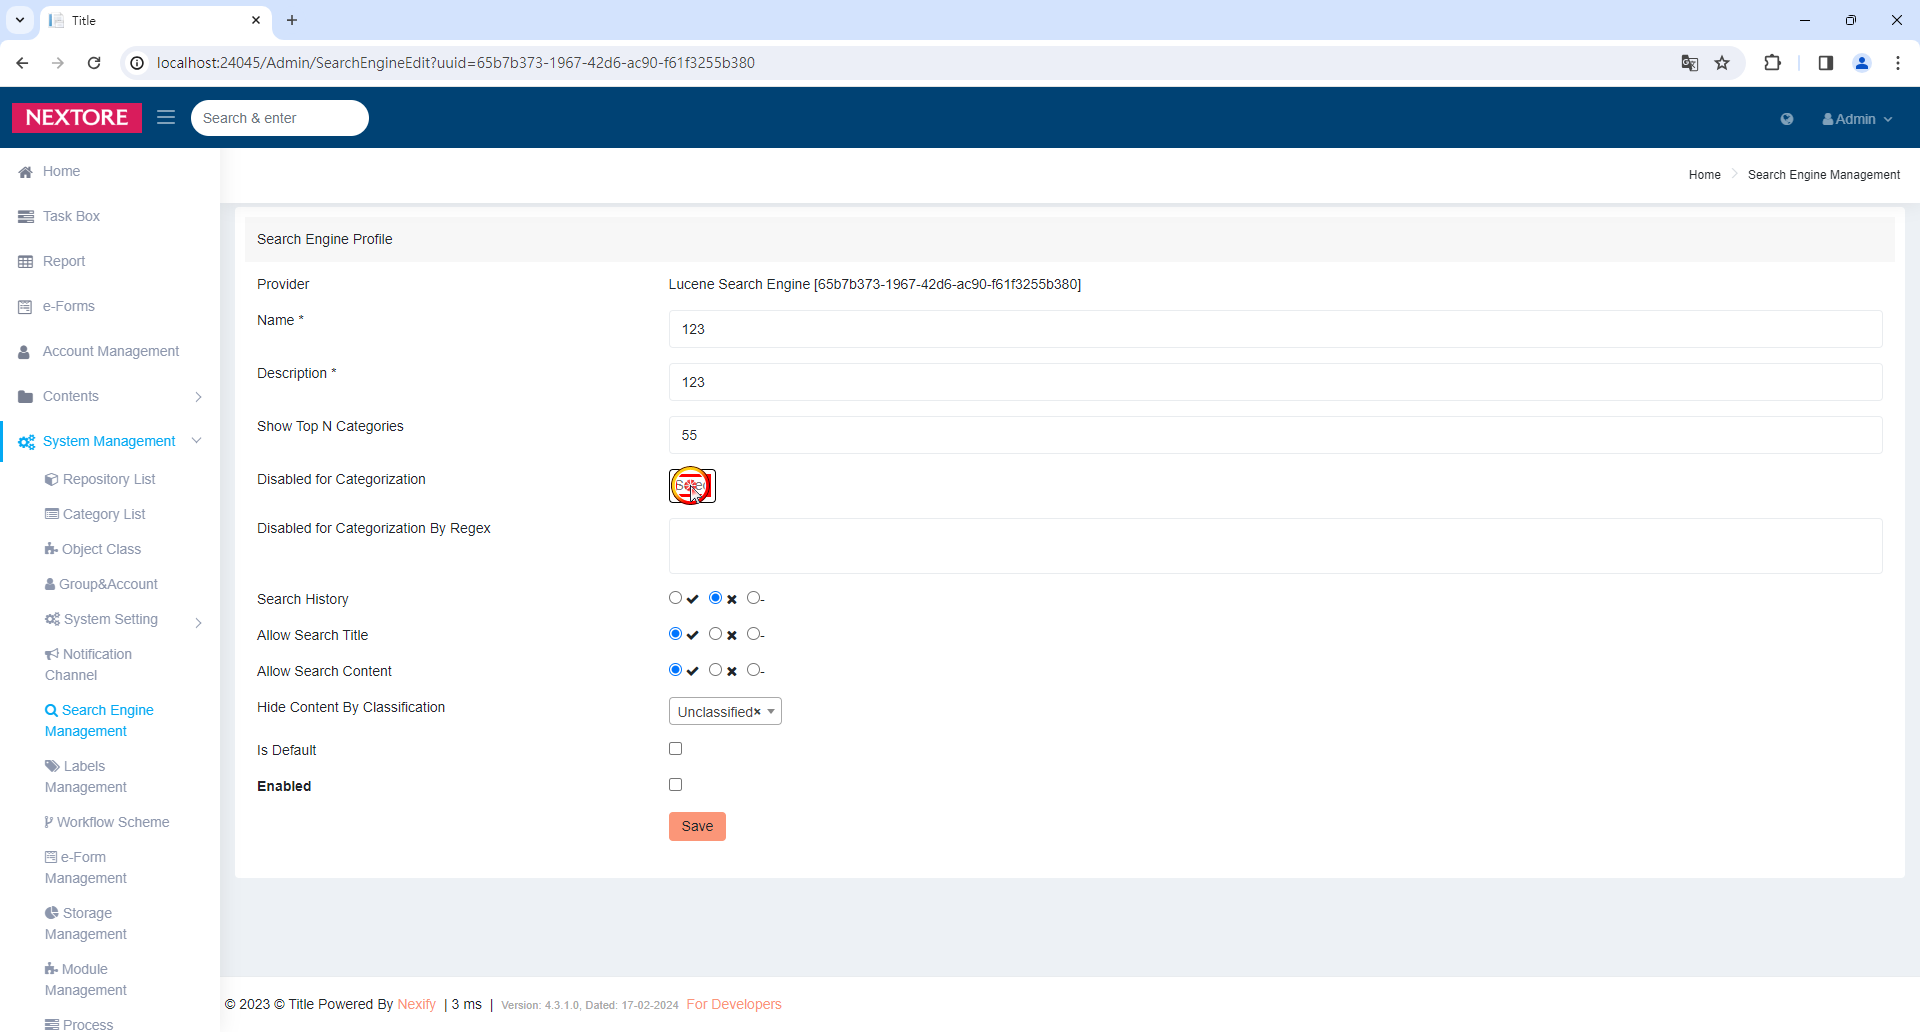 Title
localhost:24045/Admin/SearchEngineEdit?uuid=65b7b373-1967-42d6-ac90-f61f3255b380
NEXTORE
Search & enter
Admin
Home
Task Box
Report
e-Forms
Account Management
Contents
System Management
Repository List
Category List
Object Class
Group&Account
System Setting
Notification
Channel
Search Engine
Management
Labels
Management
Workflow Scheme
e-Form
Management
Storage
Management
Module
Management
Process
Home > Search Engine Management
Search Engine Profile
Provider Lucene Search Engine [65b7b373-1967-42d6-ac90-f61f3255b380]
Name * 123
Description * 123
Show Top N Categories 55
Disabled for Categorization
Disabled for Categorization By Regex
Search History ✔ ✖ -
Allow Search Title ✔ ✖ -
Allow Search Content ✔ ✖ -
Hide Content By Classification Unclassified×
Is Default
Enabled
Save
© 2023 © Title Powered By Nexify | 3 ms | Version: 4.3.1.0, Dated: 17-02-2024 For Developers